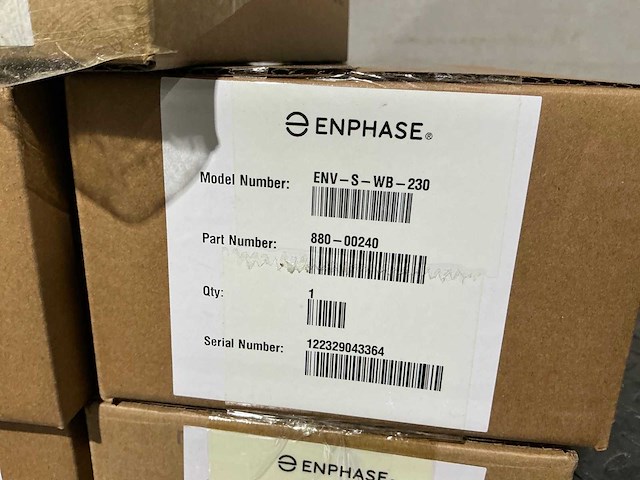 ENPHASE®
Model Number: ENV-S-WB-230
Part Number: 880-00240
Qty: 1
Serial Number: 122329043364
ENPHASE